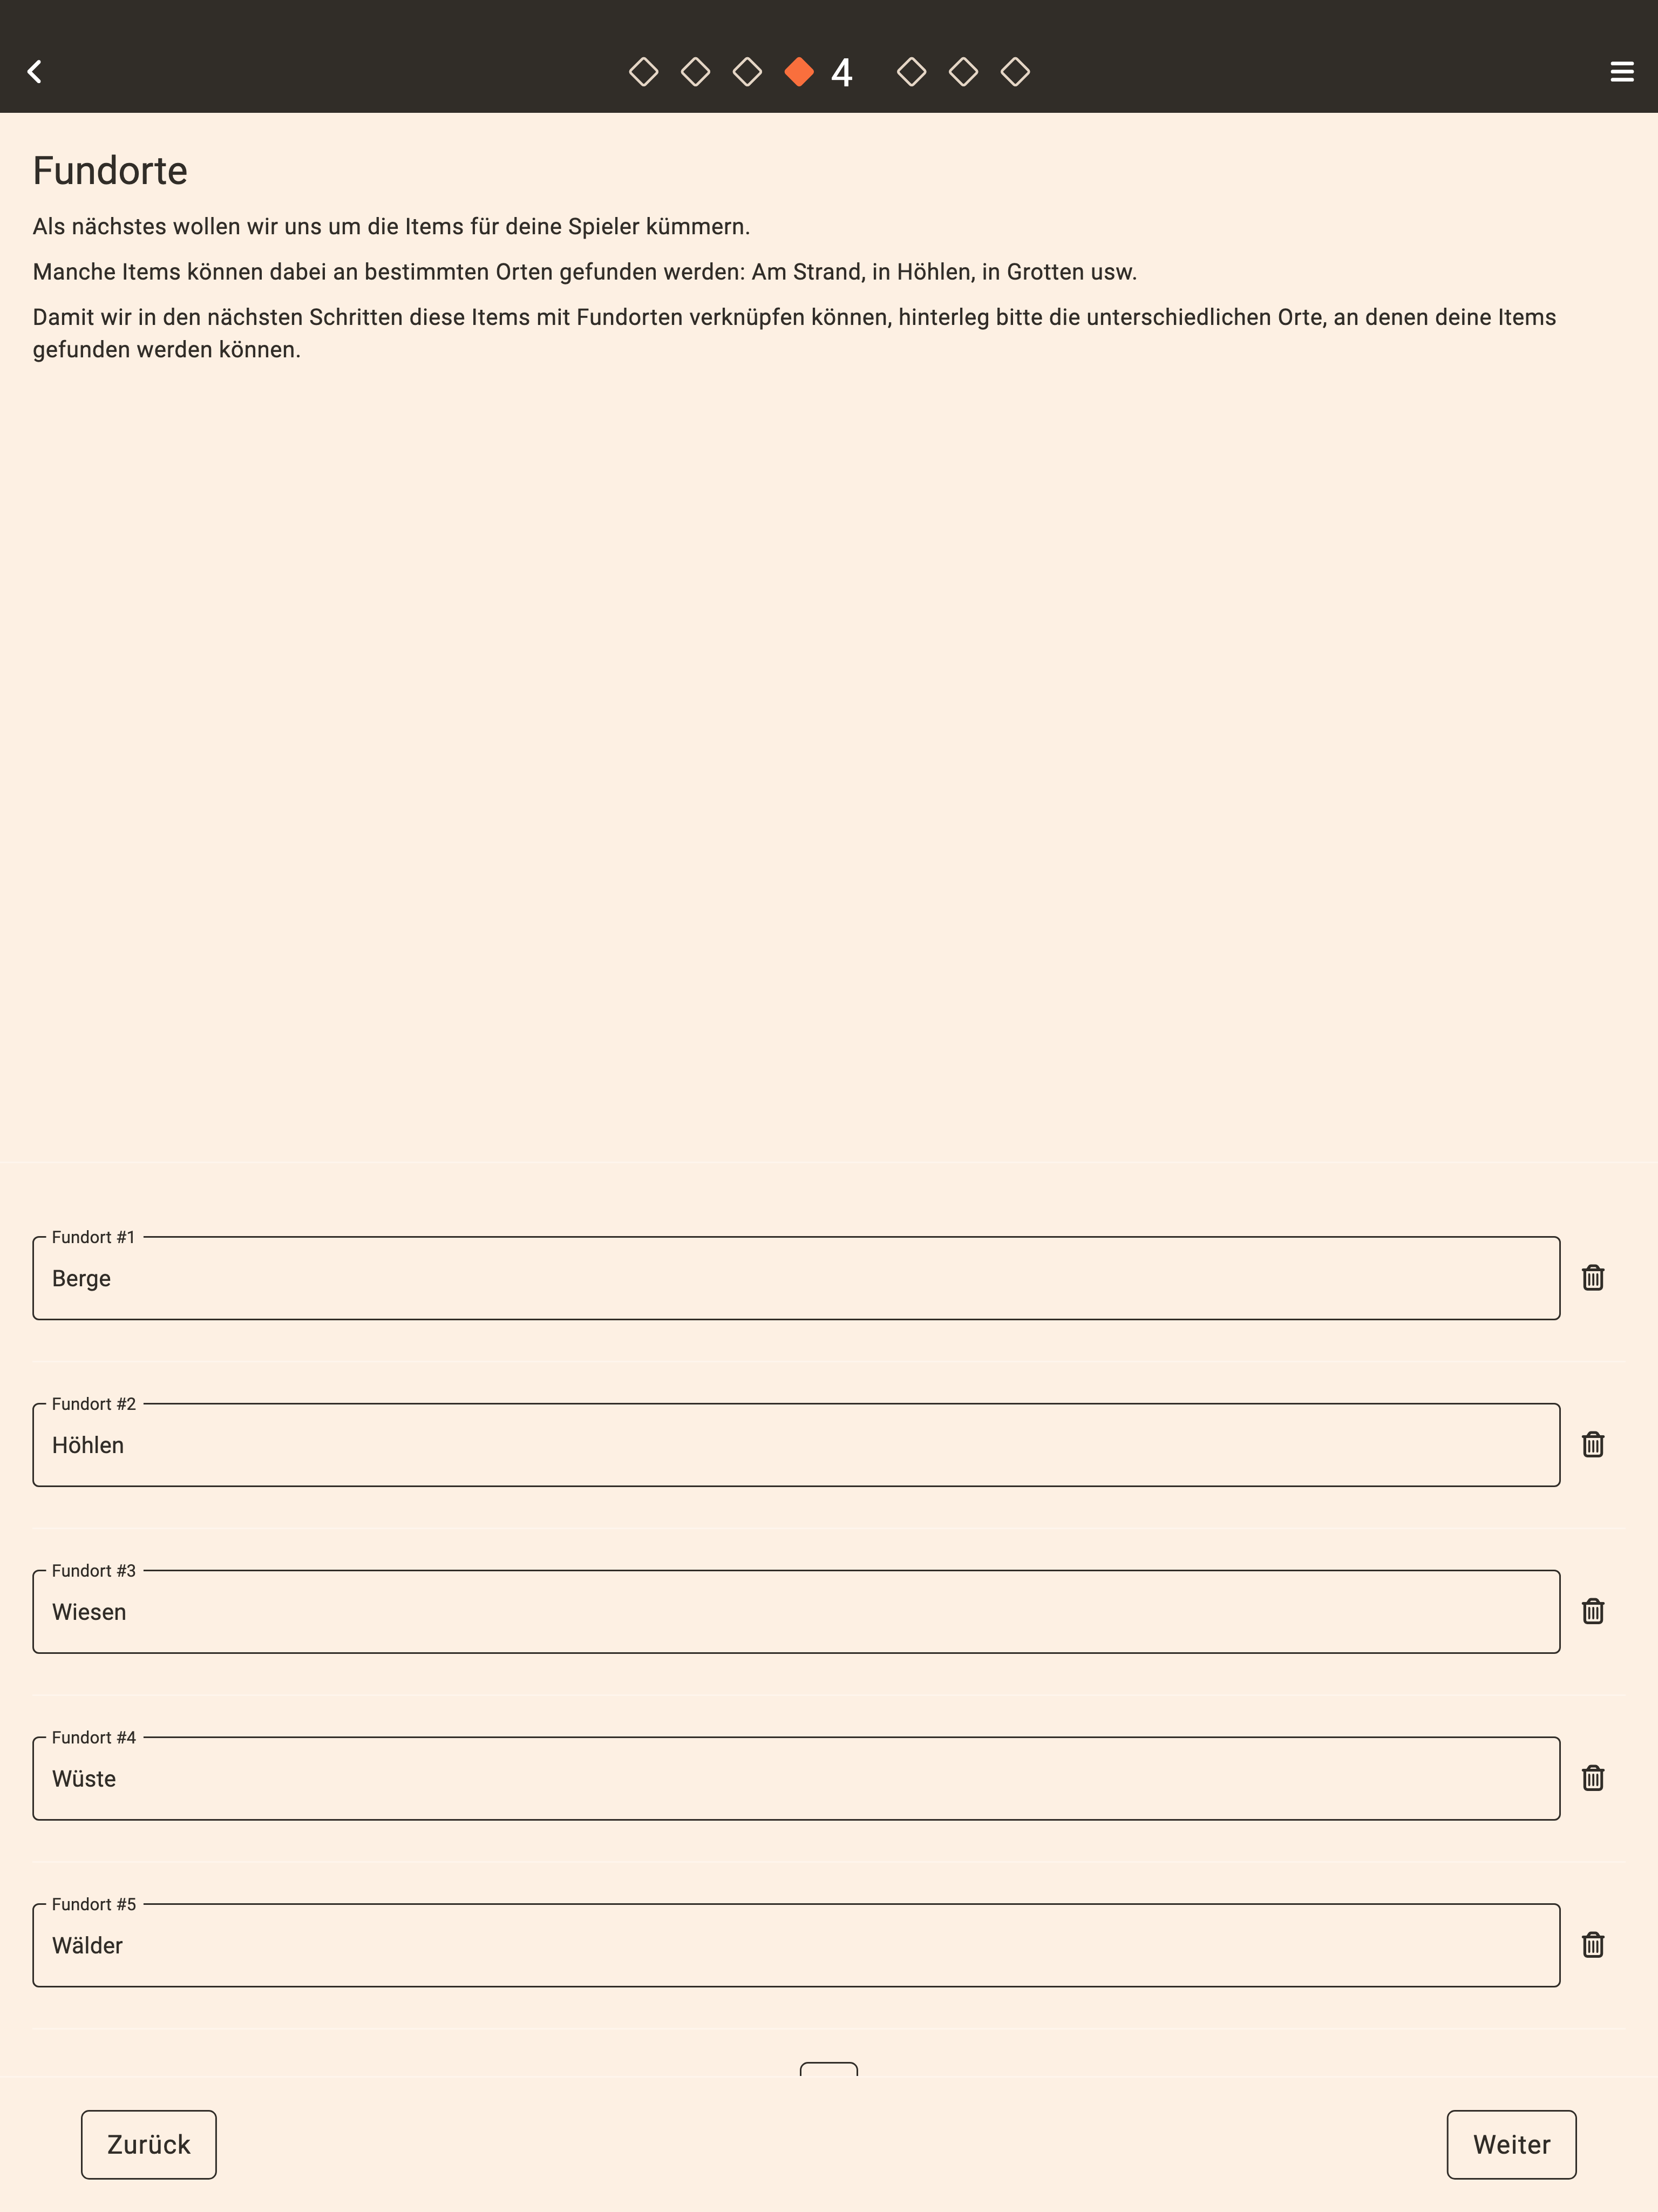 4
Fundorte
Als nächstes wollen wir uns um die Items für deine Spieler kümmern.
Manche Items können dabei an bestimmten Orten gefunden werden: Am Strand, in Höhlen, in Grotten usw.
Damit wir in den nächsten Schritten diese Items mit Fundorten verknüpfen können, hinterleg bitte die unterschiedlichen Orte, an denen deine Items
gefunden werden können.
Fundort #1
Berge
Fundort #2
Höhlen
Fundort #3
Wiesen
Fundort #4
Wüste
Fundort #5
Wälder
Zurück
Weiter